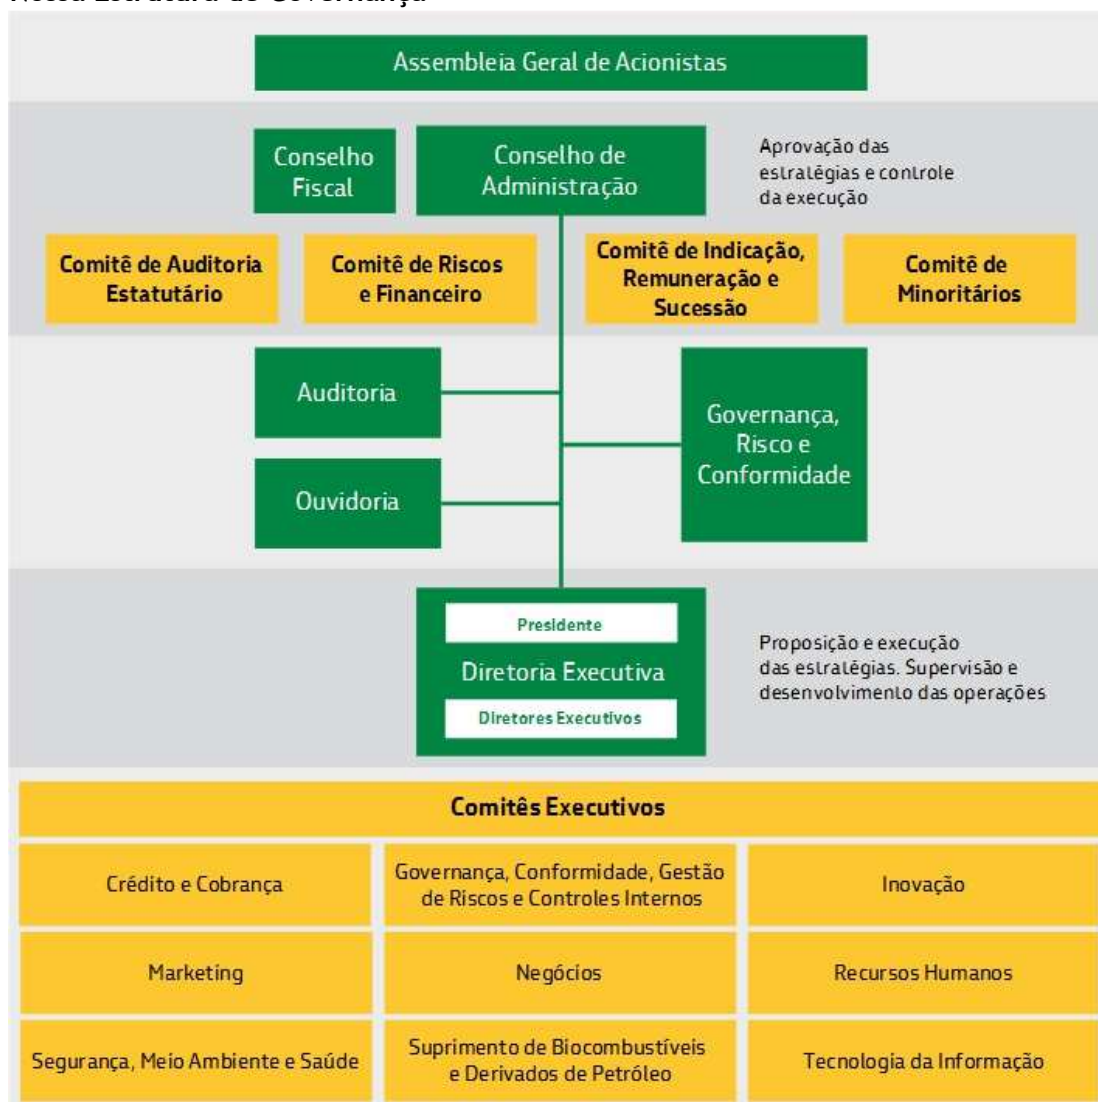 Nossa Estrutura de Governança
Assembleia Geral de Acionistas
Conselho
Fiscal
Conselho de
Administração
Aprovação das
estratégias e controle
da execução
Comitê de Auditoria
Estatutário
Comitê de Riscos
e Financeiro
Comitê de Indicação,
Remuneração e
Sucessão
Comitê de
Minoritários
Auditoria
Ouvidoria
Governança,
Risco e
Conformidade
Presidente
Diretoria Executiva
Diretores Executivos
Proposição e execução
das estratégias. Supervisão e
desenvolvimento das operações
Comitês Executivos
Crédito e Cobrança
Governança, Conformidade, Gestão
de Riscos e Controles Internos
Inovação
Marketing
Negócios
Recursos Humanos
Segurança, Meio Ambiente e Saúde
Suprimento de Biocombustíveis
e Derivados de Petróleo
Tecnologia da Informação